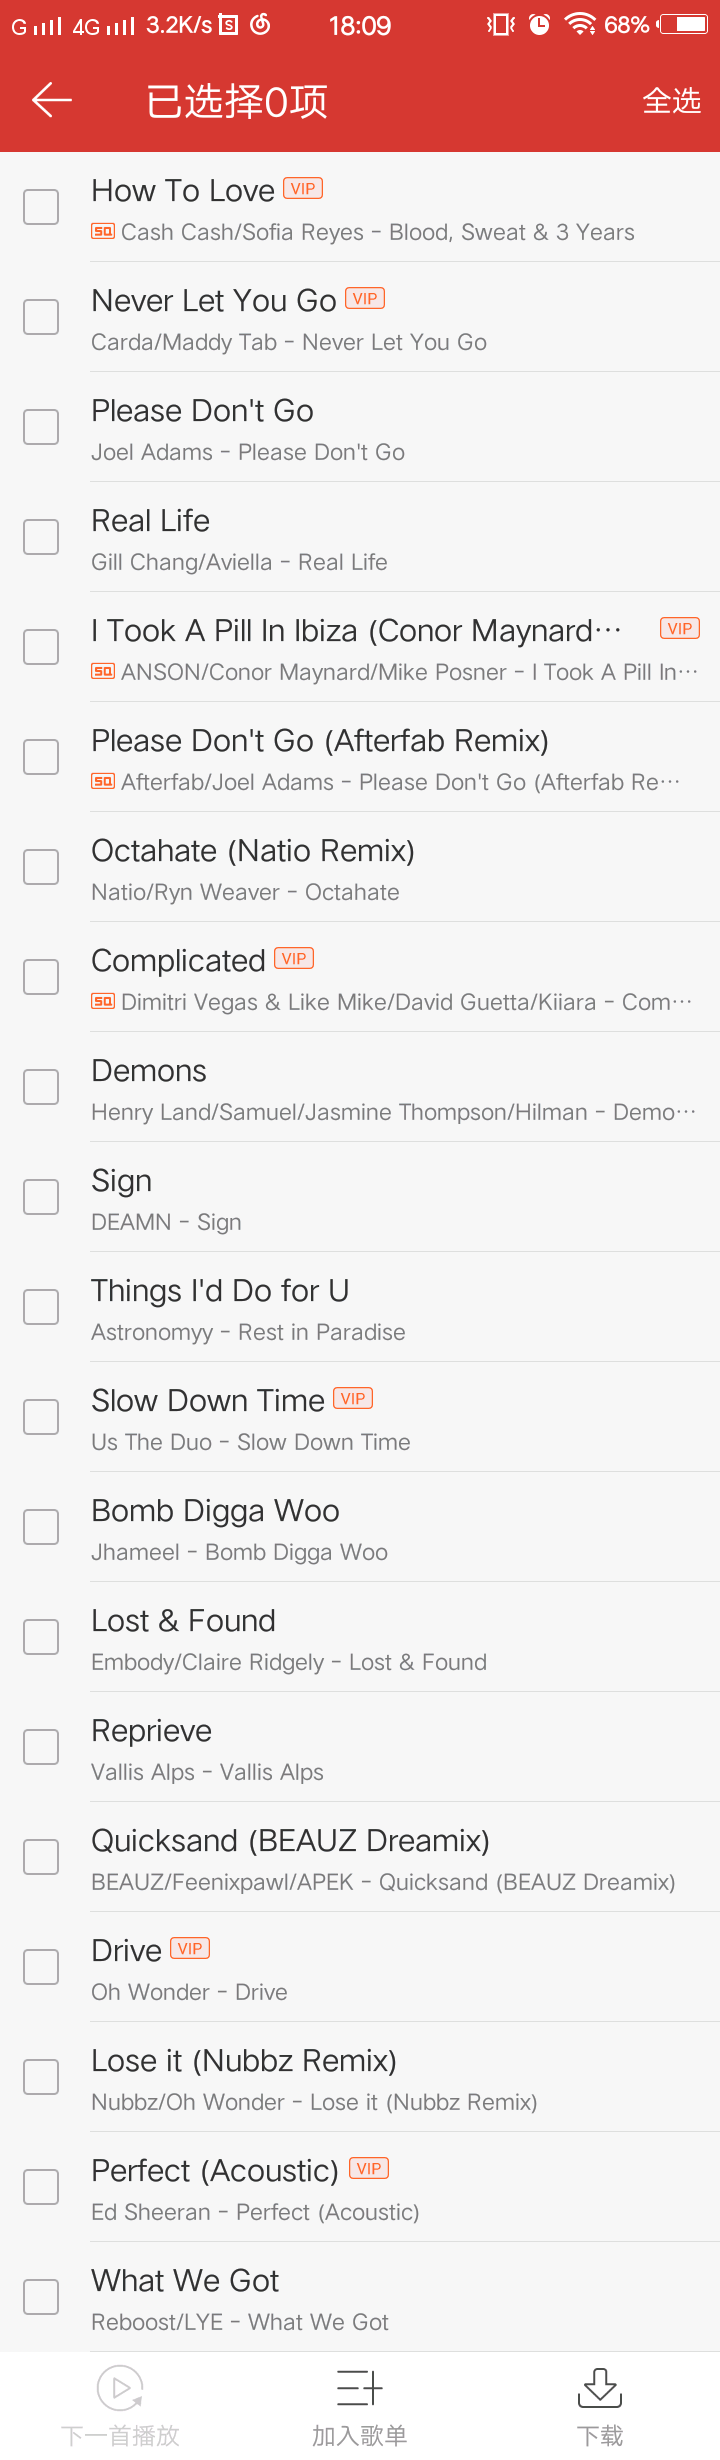 G 4G 3.2K/s S 18:09 68%
已选择0项 全选
How To Love VIP
SQ Cash Cash/Sofia Reyes - Blood, Sweat & 3 Years
Never Let You Go VIP
Carda/Maddy Tab - Never Let You Go
Please Don't Go
Joel Adams - Please Don't Go
Real Life
Gill Chang/Aviella - Real Life
I Took A Pill In Ibiza (Conor Maynard··· VIP
SQ ANSON/Conor Maynard/Mike Posner - I Took A Pill In···
Please Don't Go (Afterfab Remix)
SQ Afterfab/Joel Adams - Please Don't Go (Afterfab Re···
Octahate (Natio Remix)
Natio/Ryn Weaver - Octahate
Complicated VIP
SQ Dimitri Vegas & Like Mike/David Guetta/Kiiara - Com···
Demons
Henry Land/Samuel/Jasmine Thompson/Hilman - Demo···
Sign
DEAMN - Sign
Things I'd Do for U
Astronomyy - Rest in Paradise
Slow Down Time VIP
Us The Duo - Slow Down Time
Bomb Digga Woo
Jhameel - Bomb Digga Woo
Lost & Found
Embody/Claire Ridgely - Lost & Found
Reprieve
Vallis Alps - Vallis Alps
Quicksand (BEAUZ Dreamix)
BEAUZ/Feenixpawl/APEK - Quicksand (BEAUZ Dreamix)
Drive VIP
Oh Wonder - Drive
Lose it (Nubbz Remix)
Nubbz/Oh Wonder - Lose it (Nubbz Remix)
Perfect (Acoustic) VIP
Ed Sheeran - Perfect (Acoustic)
What We Got
Reboost/LYE - What We Got
下一首播放 加入歌单 下载